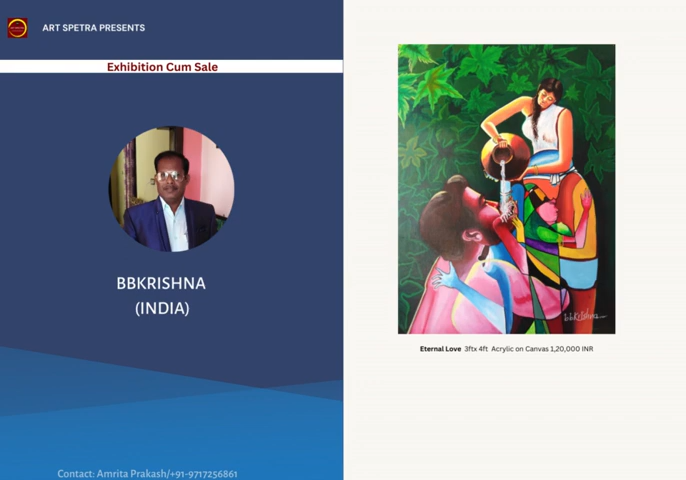 ART SPETRA PRESENTS
Exhibition Cum Sale
BBKRISHNA
(INDIA)
Contact: Amrita Prakash/+91-9717256861
bbKrishna
Eternal Love 3ftx 4ft Acrylic on Canvas 1,20,000 INR